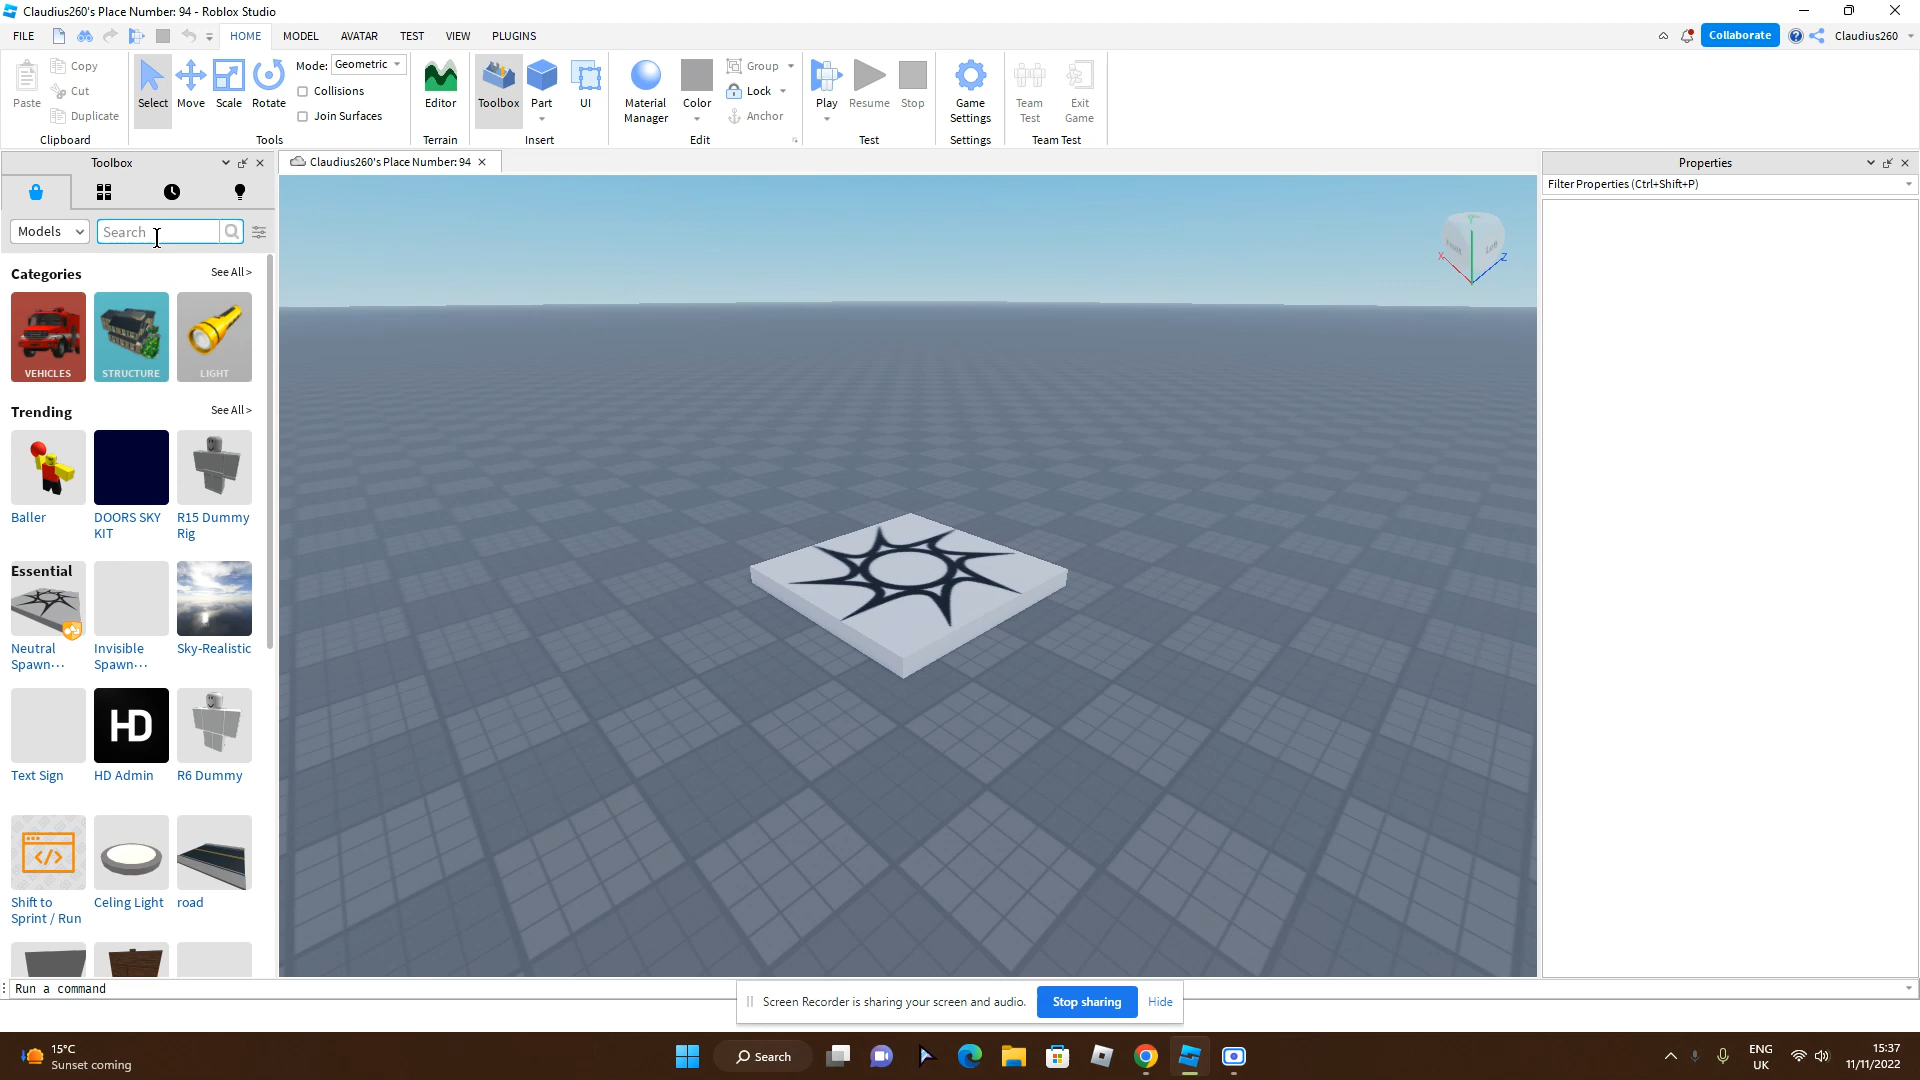 Claudius260's Place Number: 94 - Roblox Studio
FILE HOME MODEL AVATAR TEST VIEW PLUGINS Collaborate Claudius260
Paste Copy Cut Duplicate
Select Move Scale Rotate
Mode: Geometric
Collisions
Join Surfaces
Editor
Toolbox Part UI
Material Manager
Color
Group
Lock
Anchor
Play Resume Stop
Game Settings
Team Test
Exit Game
Clipboard Tools Terrain Insert Edit Test Settings Team Test
Toolbox
Claudius260's Place Number: 94
Properties
Filter Properties (Ctrl+Shift+P)
Models Search
Categories See All >
VEHICLES STRUCTURE LIGHT
Trending See All >
Baller
DOORS SKY KIT
R15 Dummy Rig
Essential
Neutral Spawn...
Invisible Spawn...
Sky-Realistic
HD
Text Sign HD Admin R6 Dummy
Shift to Sprint / Run
Celing Light
road
X Y Z
Run a command
Screen Recorder is sharing your screen and audio. Stop sharing Hide
15°C
Sunset coming
Search
ENG
UK
15:37
11/11/2022